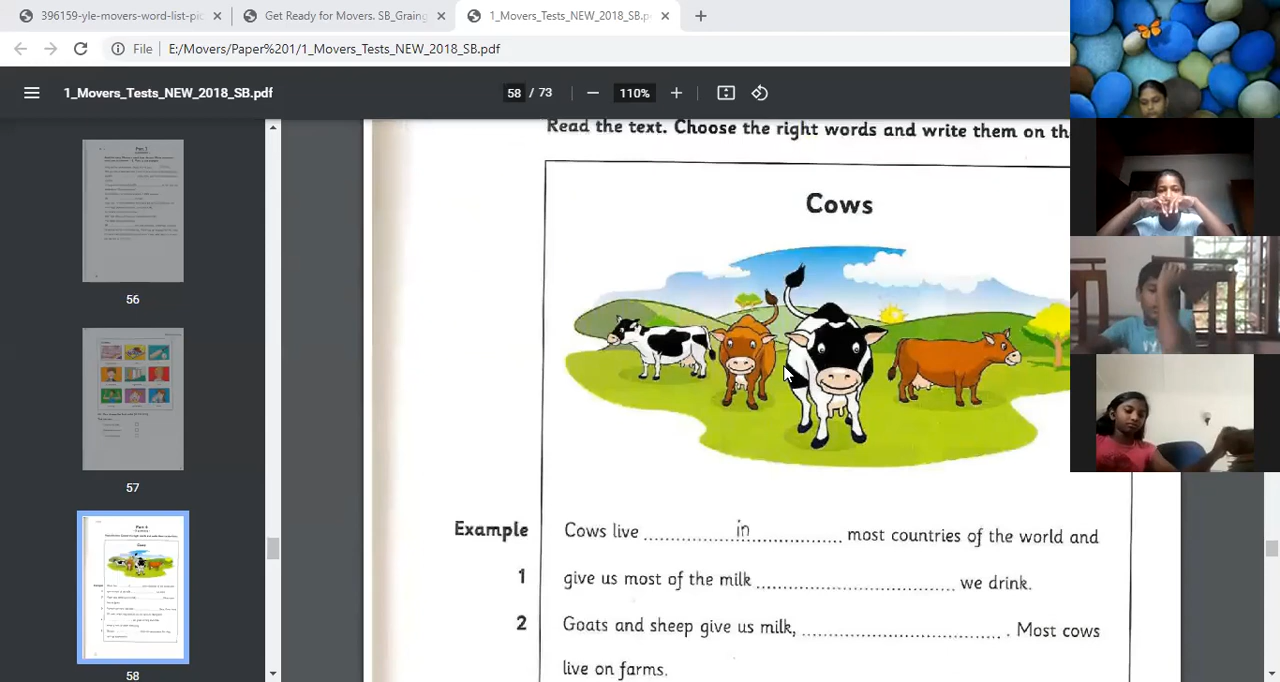 396159-yle-movers-word-list-pic
Get Ready for Movers. SB_Graing
1_Movers_Tests_NEW_2018_SB.p
File E:/Movers/Paper%201/1_Movers_Tests_NEW_2018_SB.pdf
1_Movers_Tests_NEW_2018_SB.pdf
58 / 73
110%
Read the text. Choose the right words and write them on th
Cows
56
57
58
Example Cows live in most countries of the world and
1 give us most of the milk ............ we drink.
2 Goats and sheep give us milk, ............ . Most cows
live on farms.